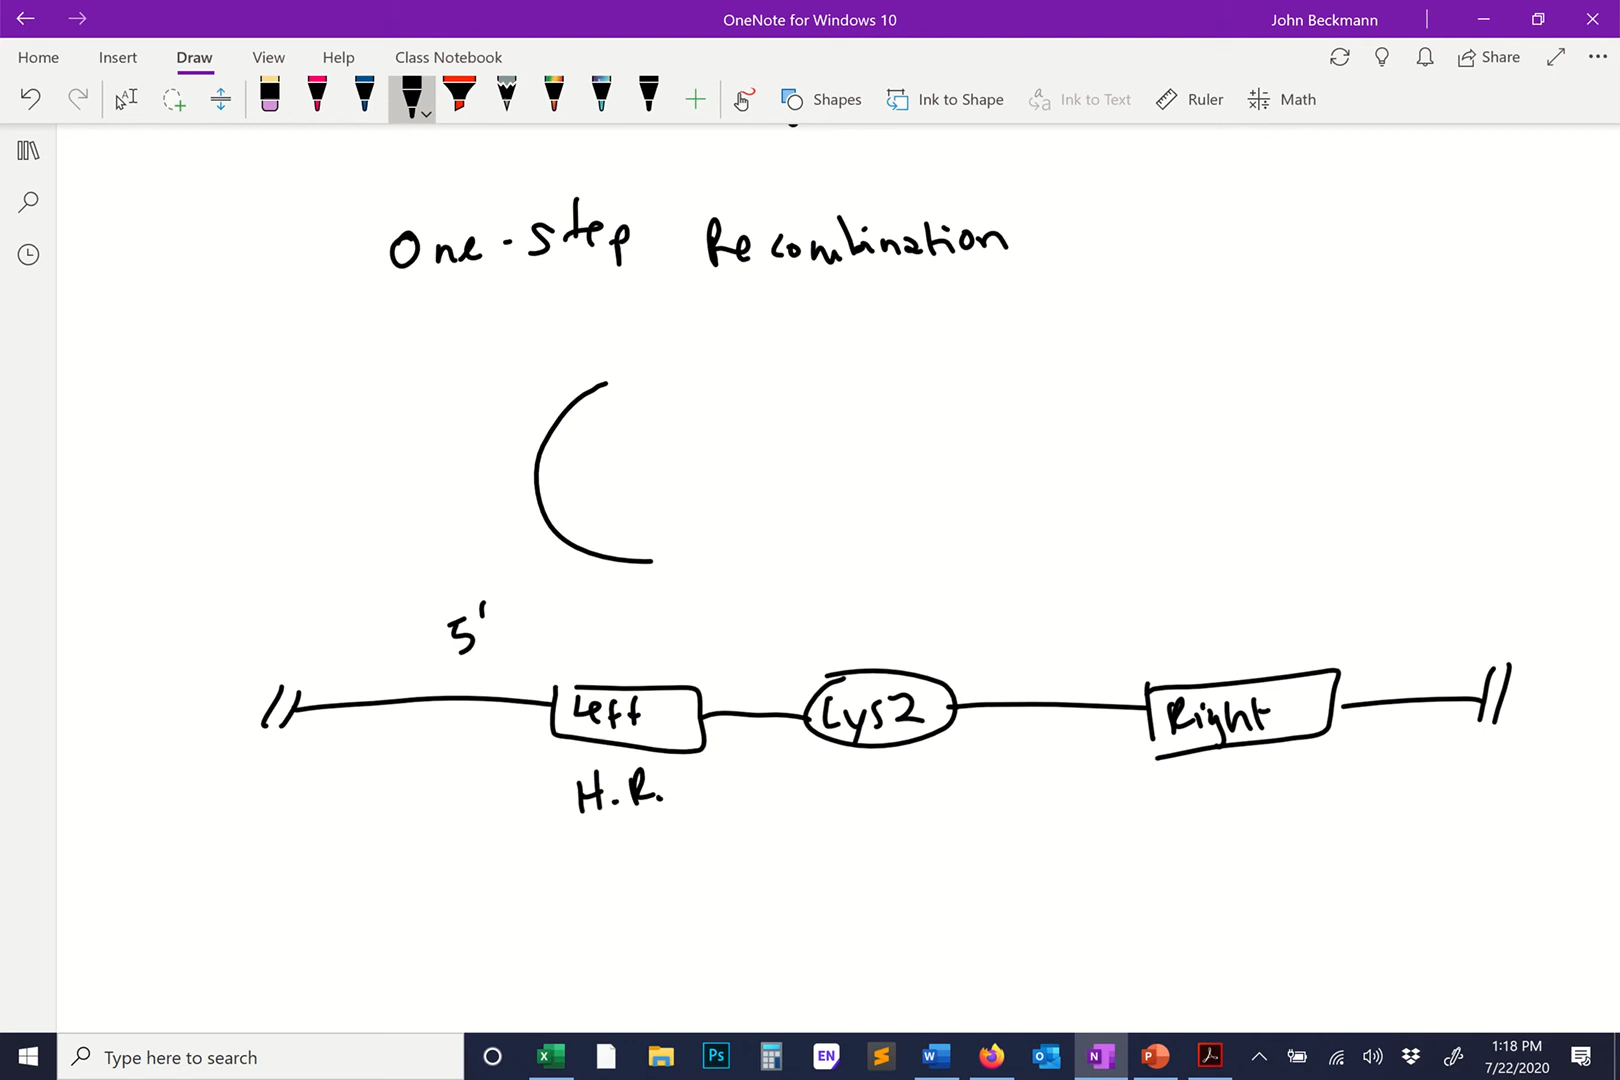 OneNote for Windows 10
John Beckmann
Home Insert Draw View Help Class Notebook
Share
Shapes Ink to Shape Ink to Text Ruler Math
One-step Recombination
5'
Left Lys2 Right
H.R.
Type here to search
EN
1:18 PM
7/22/2020